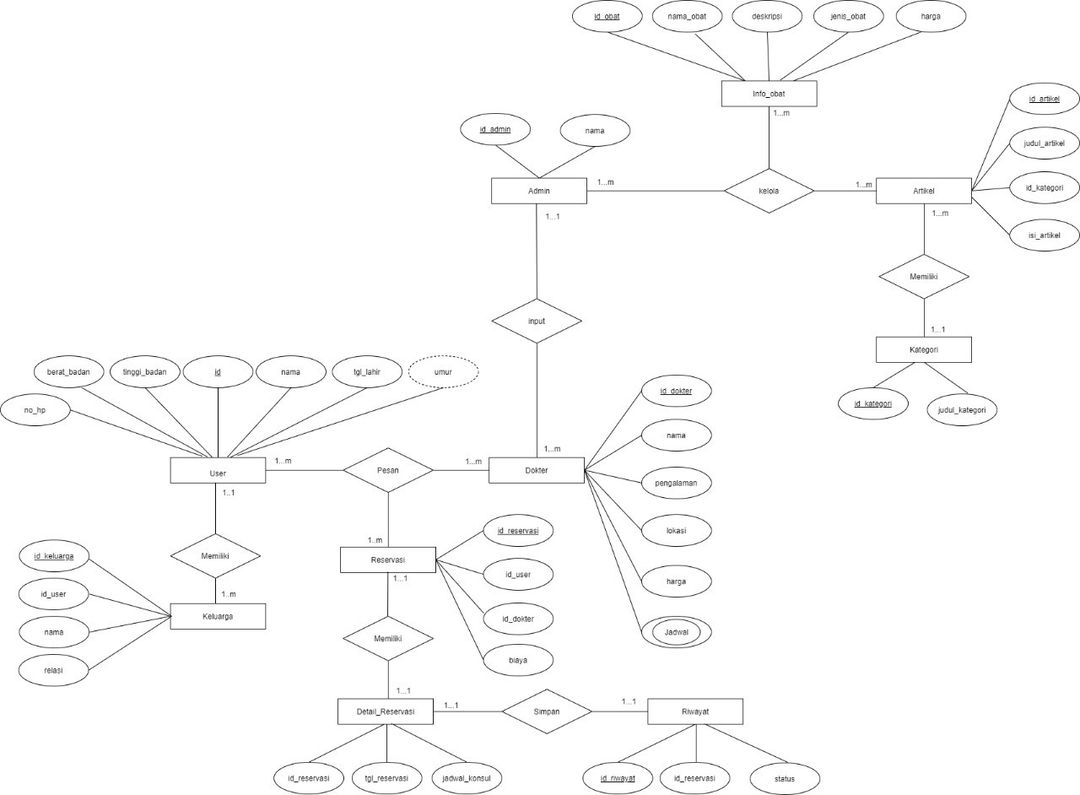 id_obat
nama_obat
deskripsi
jenis_obat
harga
Info_obat
1...m
id_artikel
id_admin
nama
judul_artikel
Admin
1...m
kelola
1...m
Artikel
id_kategori
1...1
1...m
isi_artikel
Memiliki
input
1...1
Kategori
berat_badan
tinggi_badan
id
nama
tgl_lahir
umur
id_dokter
id_kategori
judul_kategori
no_hp
nama
1...m
User
1...m
Pesan
1...m
Dokter
pengalaman
1..1
id_reservasi
lokasi
1...m
id_keluarga
Memiliki
Reservasi
id_user
harga
1...1
id_user
1...m
Keluarga
id_dokter
nama
Memiliki
Jadwal
relasi
biaya
1...1
Detail_Reservasi
1...1
Simpan
1...1
Riwayat
id_reservasi
tgl_reservasi
jadwal_konsul
id_riwayat
id_reservasi
status